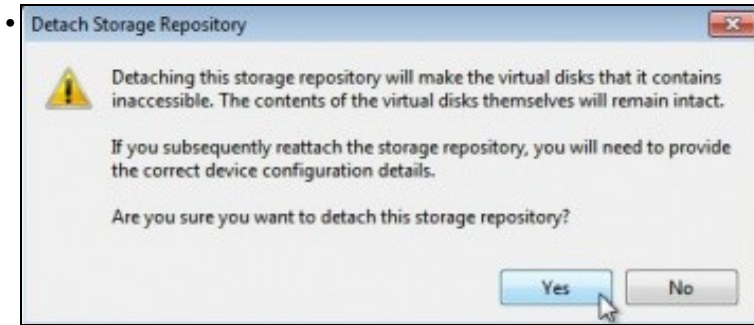 Detach Storage Repository
Detaching this storage repository will make the virtual disks that it contains
inaccessible. The contents of the virtual disks themselves will remain intact.
If you subsequently reattach the storage repository, you will need to provide
the correct device configuration details.
Are you sure you want to detach this storage repository?
Yes No